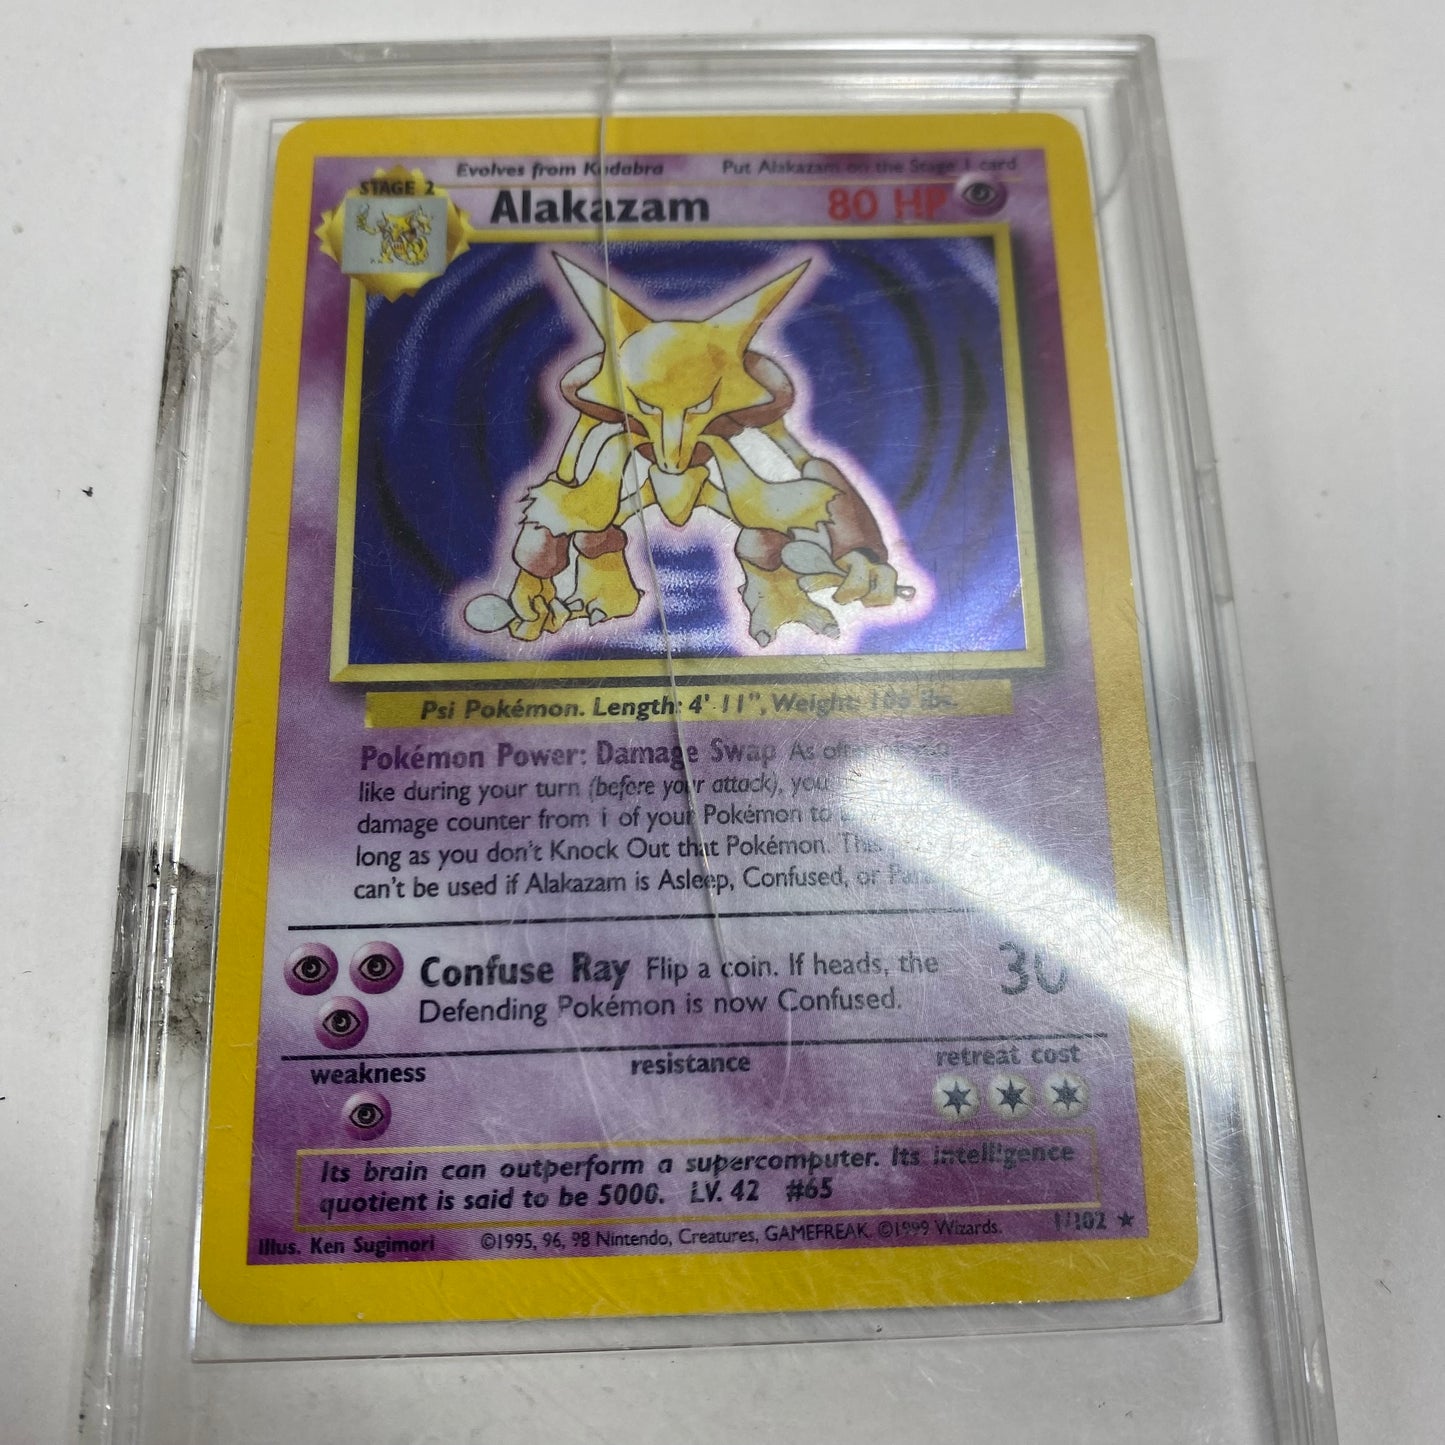 Evolves from Kadabra Put Alakazam on the Stage 1 card
STAGE 2
Alakazam 80 HP
Psi Pokémon. Length: 4' 11", Weight: 106 lbs.
Pokémon Power: Damage Swap As often
like during your turn (before your attack), you
damage counter from 1 of your Pokémon to
long as you don't Knock Out that Pokémon. This
can't be used if Alakazam is Asleep, Confused, or
Confuse Ray Flip a coin. If heads, the 30
Defending Pokémon is now Confused.
weakness resistance retreat cost
Its brain can outperform a supercomputer. Its intelligence
quotient is said to be 5000. LV. 42 #65
Illus. Ken Sugimori ©1995, 96, 98 Nintendo, Creatures, GAMEFREAK. ©1999 Wizards. 1/102 ★